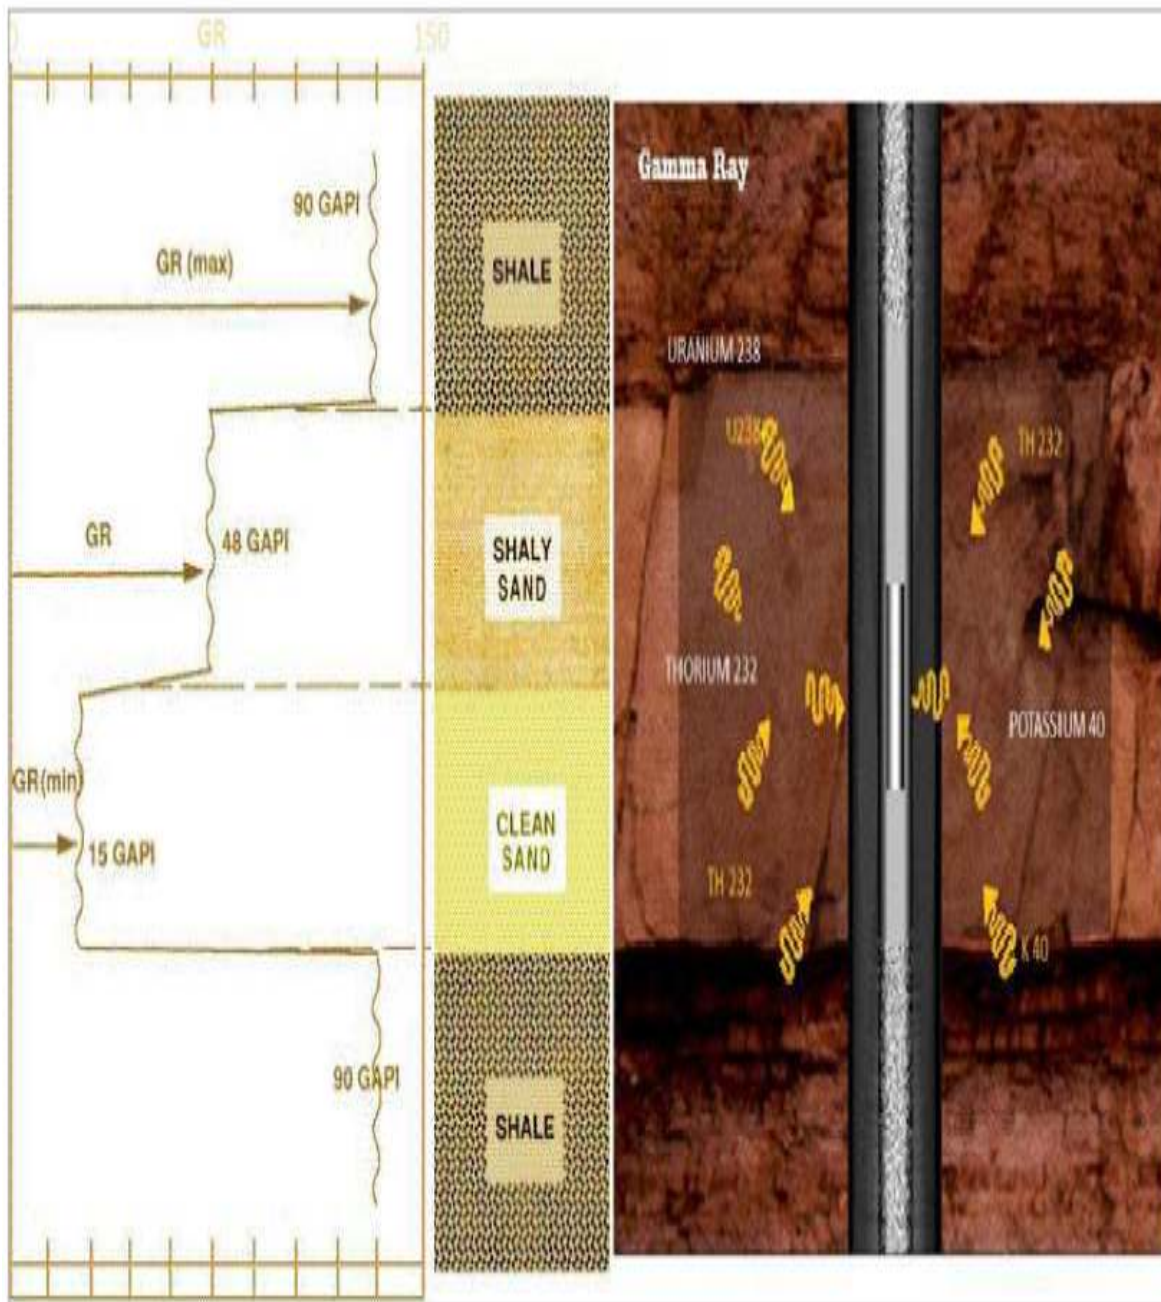 0 GR 150
90 GAPI
GR (max)
SHALE
GR
48 GAPI
SHALY
SAND
GR(min)
15 GAPI
CLEAN
SAND
90 GAPI
SHALE
Gamma Ray
URANIUM 238
U238
TH 232
THORIUM 232
POTASSIUM 40
TH 232
K 40